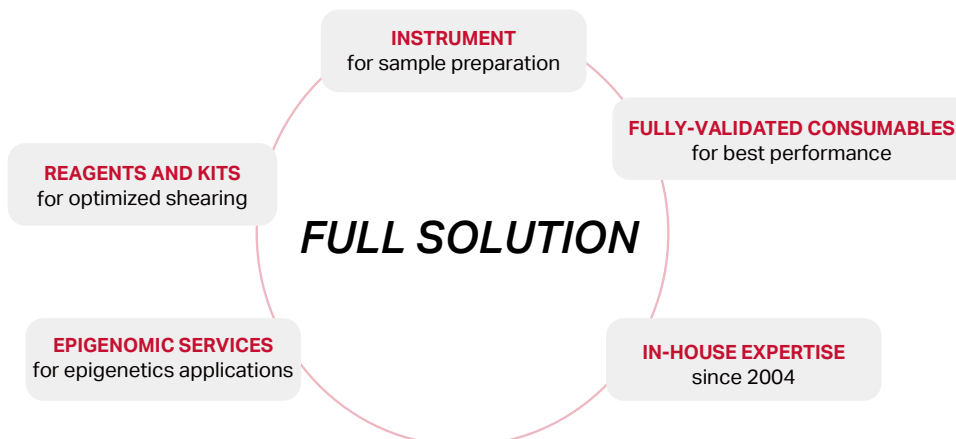 INSTRUMENT
for sample preparation
FULLY-VALIDATED CONSUMABLES
for best performance
REAGENTS AND KITS
for optimized shearing
FULL SOLUTION
EPIGENOMIC SERVICES
for epigenetics applications
IN-HOUSE EXPERTISE
since 2004